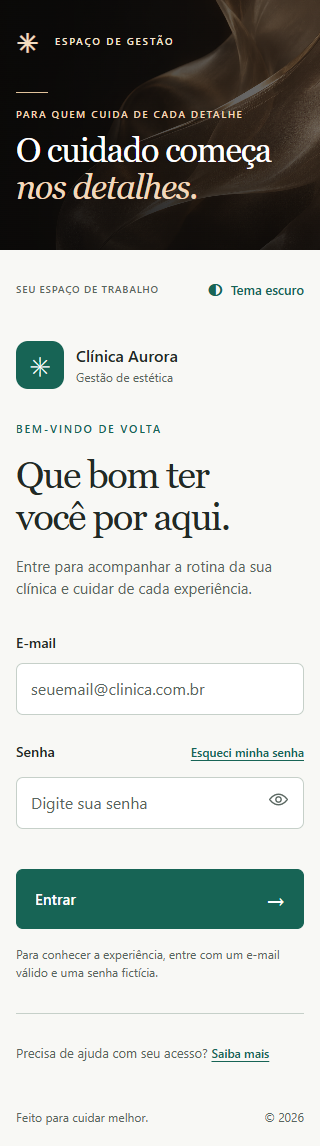 ESPAÇO DE GESTÃO
PARA QUEM CUIDA DE CADA DETALHE
O cuidado começa
nos detalhes.
SEU ESPAÇO DE TRABALHO
Tema escuro
Clínica Aurora
Gestão de estética
BEM-VINDO DE VOLTA
Que bom ter
você por aqui.
Entre para acompanhar a rotina da sua
clínica e cuidar de cada experiência.
E-mail
seuemail@clinica.com.br
Senha
Esqueci minha senha
Digite sua senha
Entrar →
Para conhecer a experiência, entre com um e-mail
válido e uma senha fictícia.
Precisa de ajuda com seu acesso? Saiba mais
Feito para cuidar melhor.
© 2026